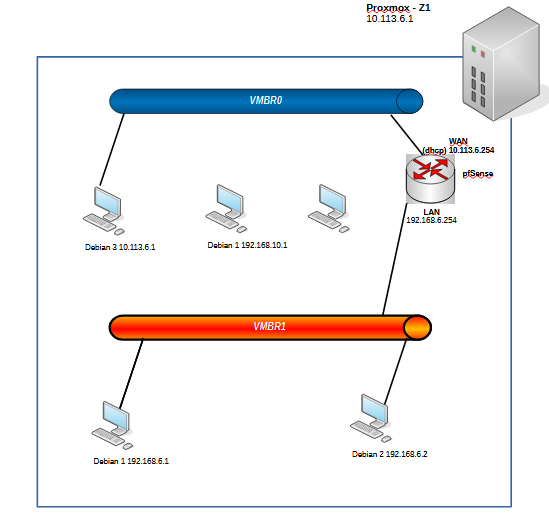 Proxmox - Z1
10.113.6.1
VMBR0
WAN
(dhcp) 10.113.6.254
pfSense
LAN
192.168.6.254
Debian 3 10.113.6.1
Debian 1 192.168.10.1
VMBR1
Debian 1 192.168.6.1
Debian 2 192.168.6.2